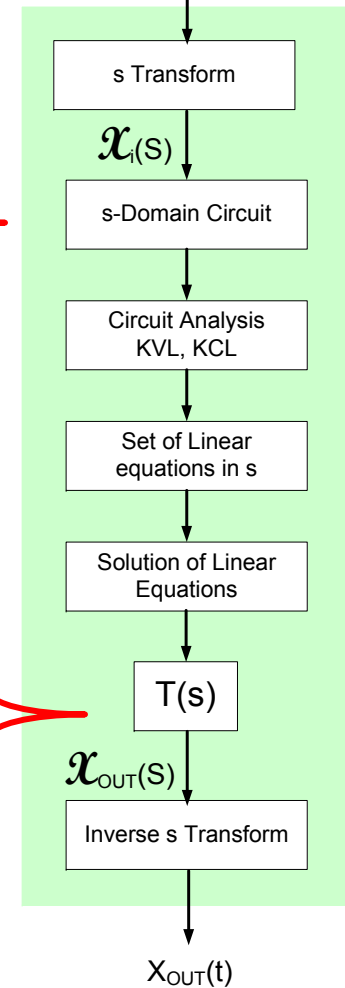 s Transform
𝓧i(S)
s-Domain Circuit
Circuit Analysis
KVL, KCL
Set of Linear
equations in s
Solution of Linear
Equations
T(s)
𝓧OUT(S)
Inverse s Transform
XOUT(t)